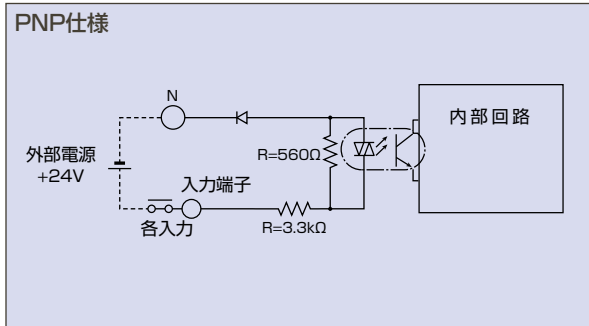 PNP仕様
N
内部回路
R=560Ω
外部電源
+24V
入力端子
各入力
R=3.3kΩ